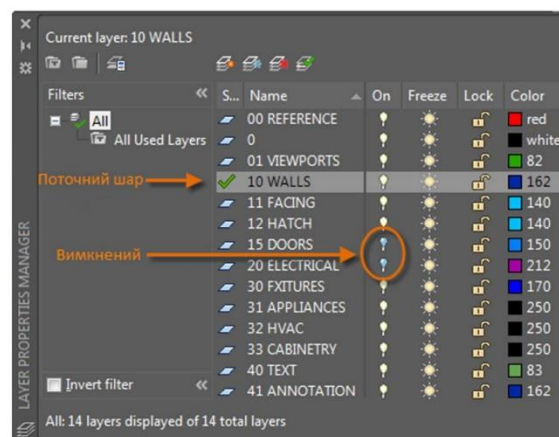 Current layer: 10 WALLS
Filters
S... Name On Freeze Lock Color
All
All Used Layers
00 REFERENCE red
0 white
01 VIEWPORTS 82
Поточний шар
10 WALLS 162
11 FACING 140
12 HATCH 140
15 DOORS 150
Вимкнений
20 ELECTRICAL 212
30 FXITURES 170
31 APPLIANCES 250
32 HVAC 250
33 CABINETRY 250
40 TEXT 83
41 ANNOTATION 162
Invert filter
All: 14 layers displayed of 14 total layers
LAYER PROPERTIES MANAGER